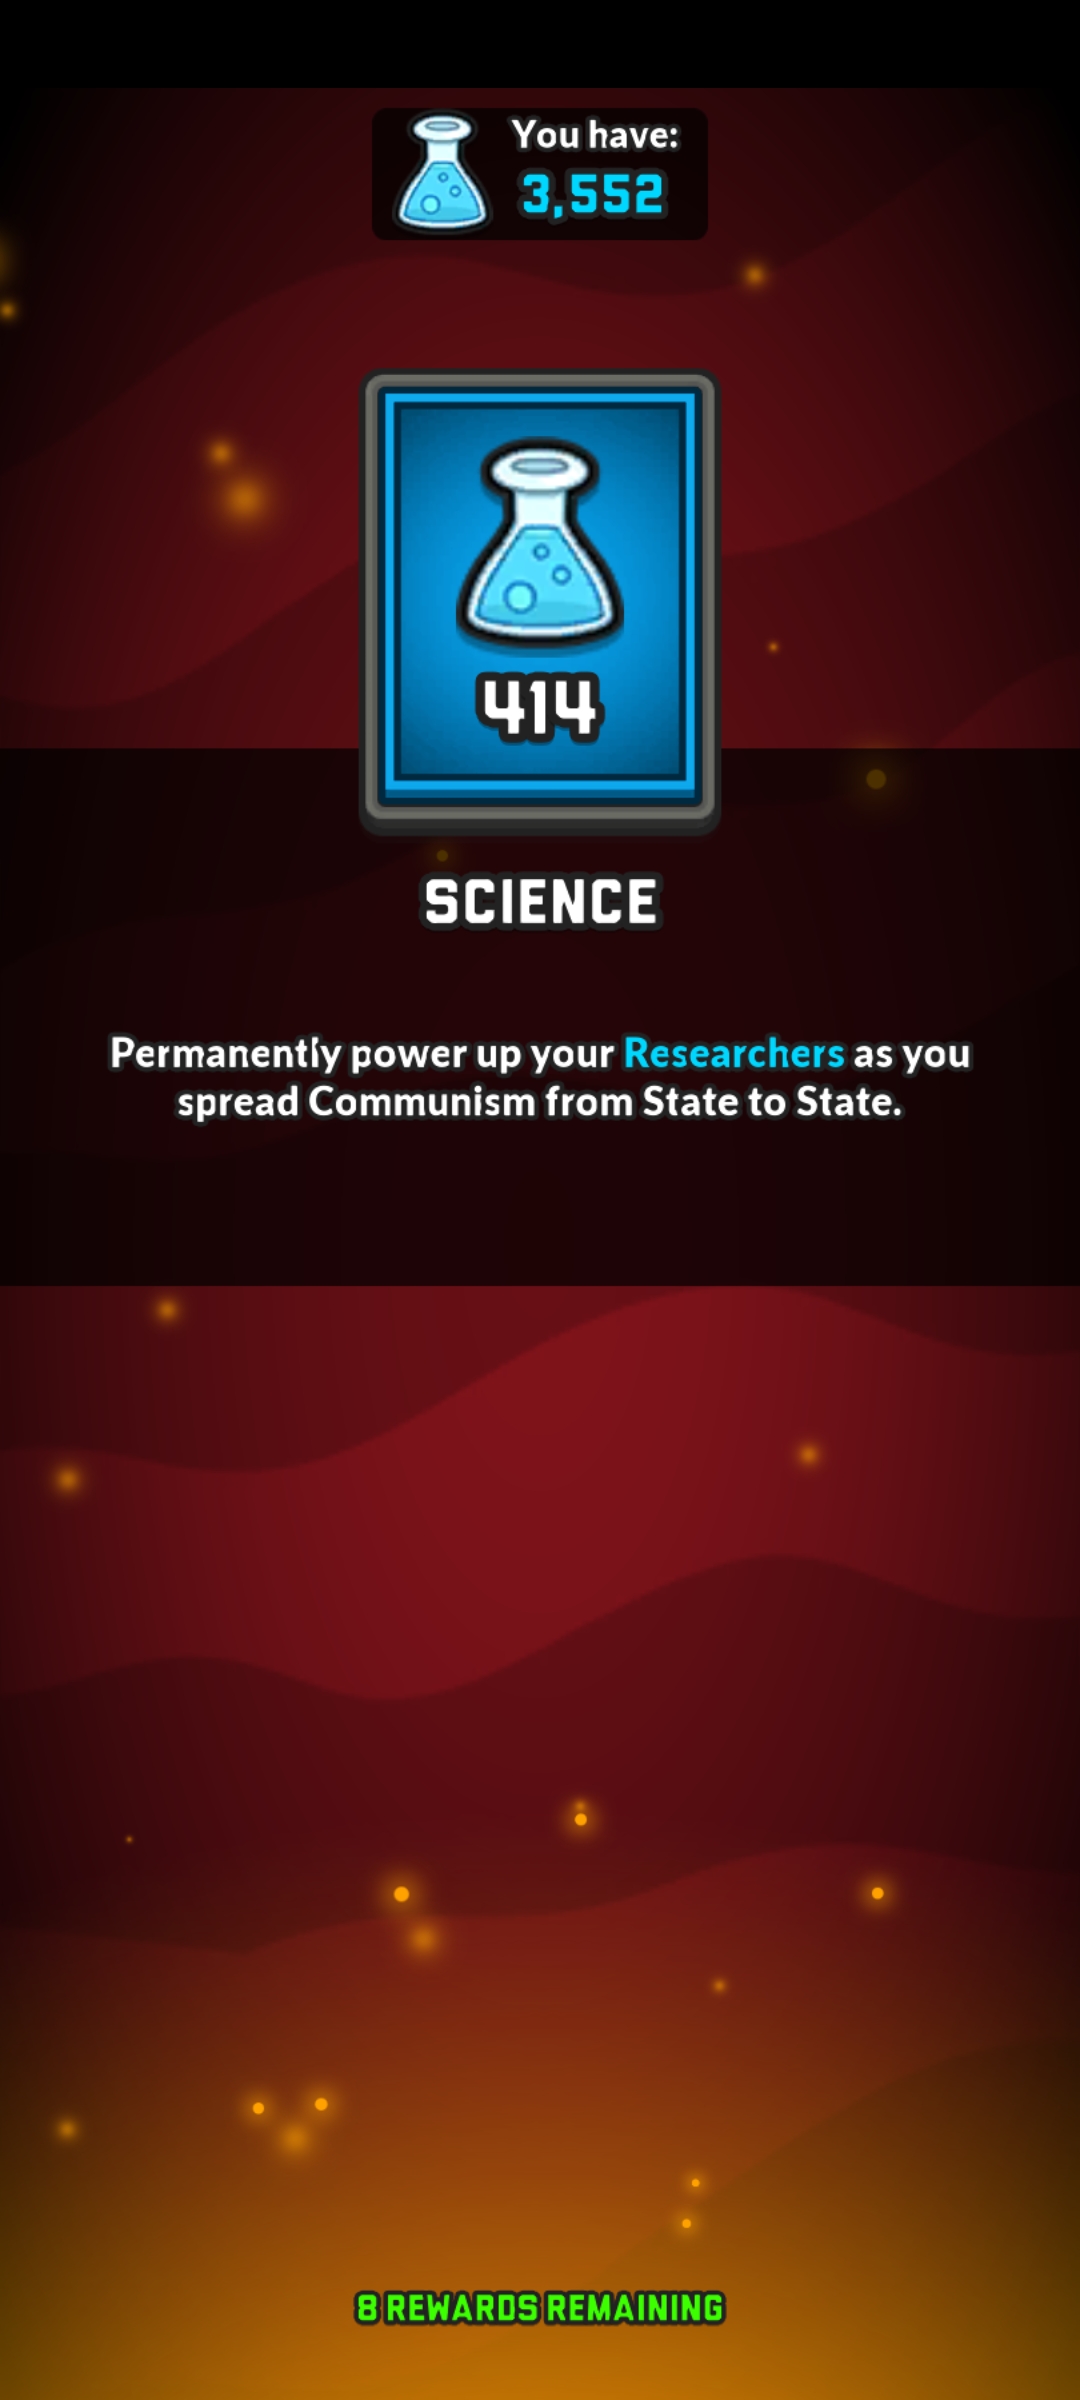 You have:
3,552
414
SCIENCE
Permanently power up your Researchers as you
spread Communism from State to State.
8 REWARDS REMAINING